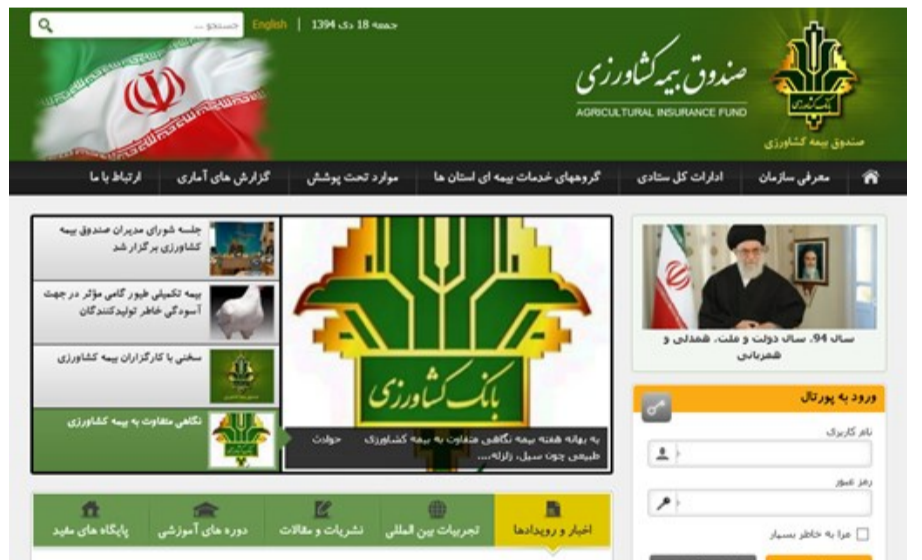 جمعه 18 دی 1394 | English
جستجو ...
صندوق بیمه کشاورزی
AGRICULTURAL INSURANCE FUND
بانک کشاورزی
صندوق بیمه کشاورزی
معرفی سازمان
ادارات کل ستادی
گروههای خدمات بیمه ای استان ها
موارد تحت پوشش
گزارش های آماری
ارتباط با ما
سال 94، سال دولت و ملت، همدلی و
همزبانی
بانک کشاورزی
به بهانه هفته بیمه نگاهی متفاوت به بیمه کشاورزی حوادث
طبیعی چون سیل، زلزله،...
جلسه شورای مدیران صندوق بیمه
کشاورزی برگزار شد
بیمه تکمیلی طیور گامی مؤثر در جهت
آسودگی خاطر تولیدکنندگان
سخنی با کارگزاران بیمه کشاورزی
نگاهی متفاوت به بیمه کشاورزی
ورود به پورتال
نام کاربری
رمز عبور
مرا به خاطر بسپار
اخبار و رویدادها
تجربیات بین المللی
نشریات و مقالات
دوره های آموزشی
پایگاه های مفید